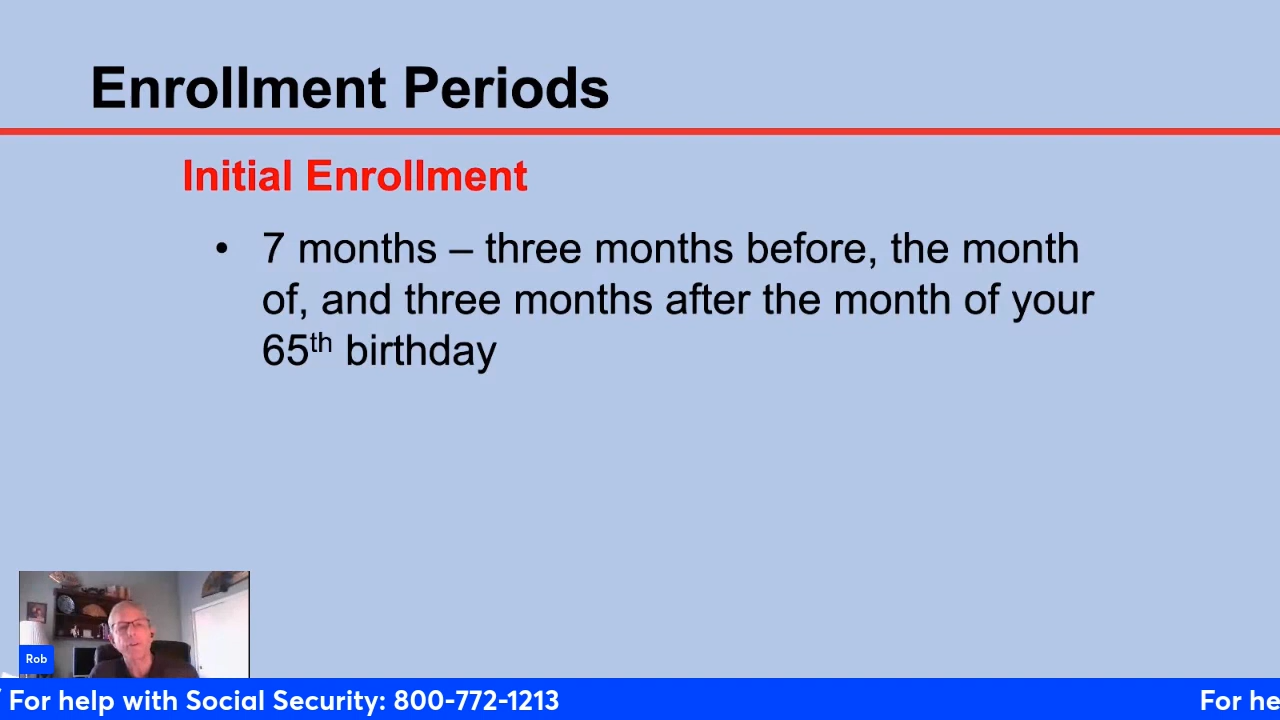 Enrollment Periods
Initial Enrollment
• 7 months – three months before, the month
of, and three months after the month of your
65th birthday
Rob
For help with Social Security: 800-772-1213
For he